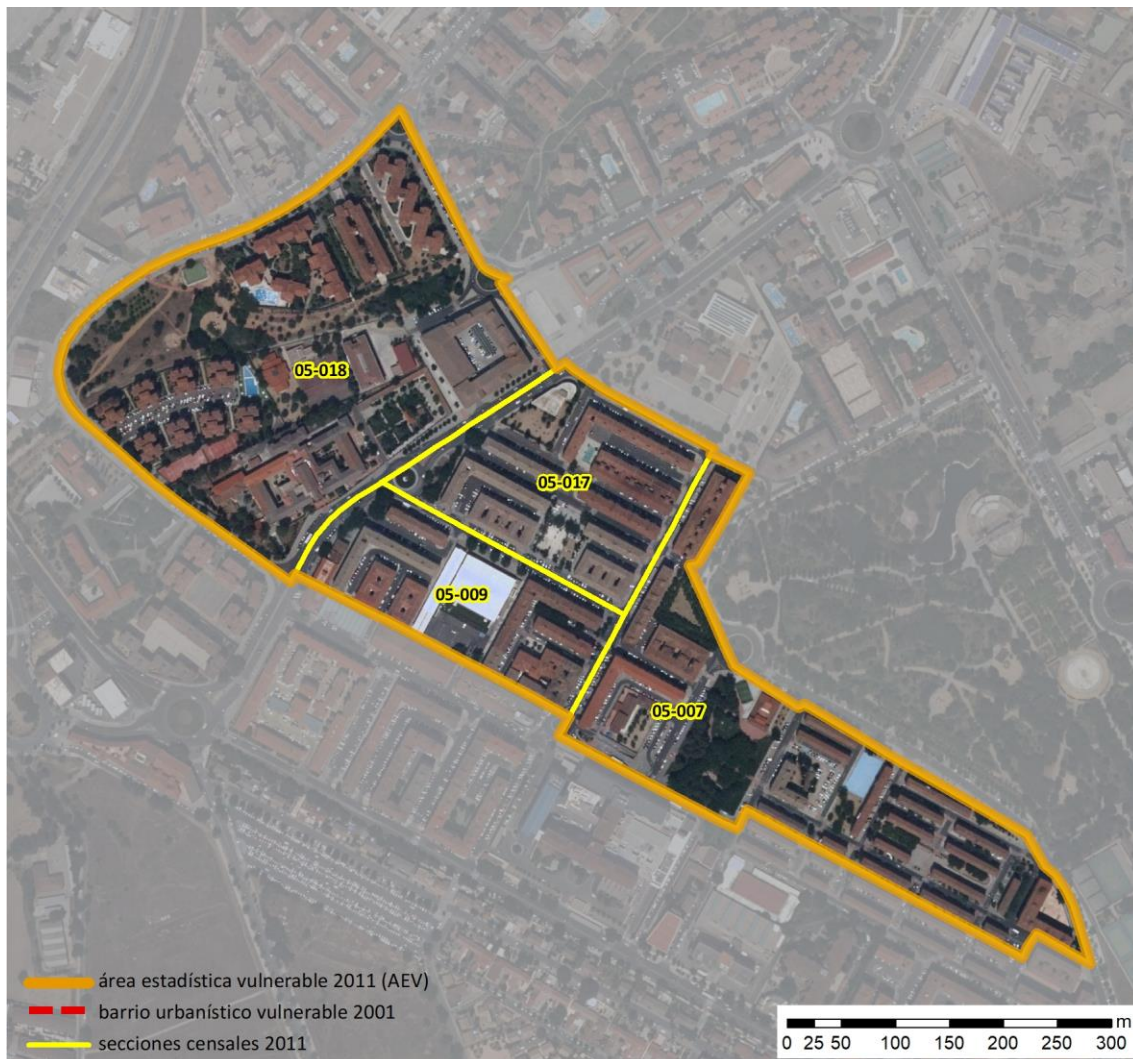 05-018
05-017
05-009
05-007
área estadística vulnerable 2011 (AEV)
barrio urbanístico vulnerable 2001
secciones censales 2011
m
0 25 50 100 150 200 250 300